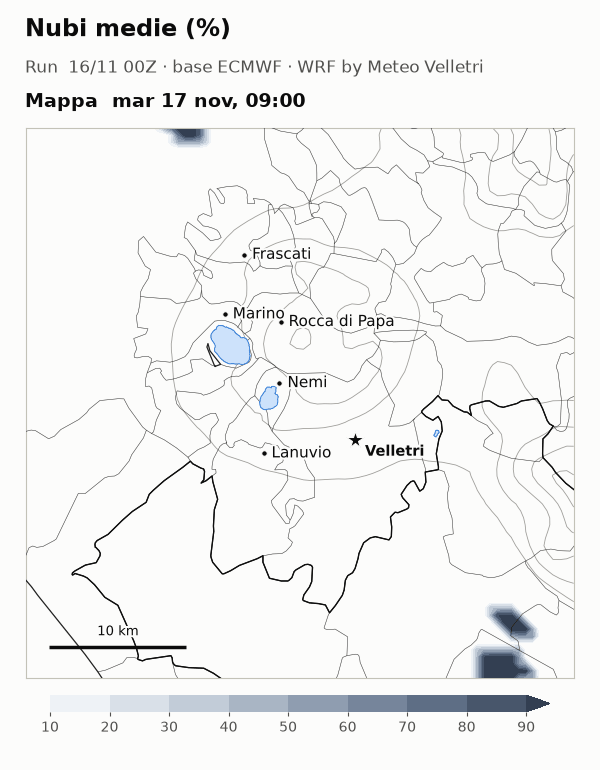 Nubi medie (%)
Run 16/11 00Z · base ECMWF · WRF by Meteo Velletri
Mappa mar 17 nov, 09:00
Frascati
Marino
Rocca di Papa
Nemi
Velletri
Lanuvio
10 km
10 20 30 40 50 60 70 80 90